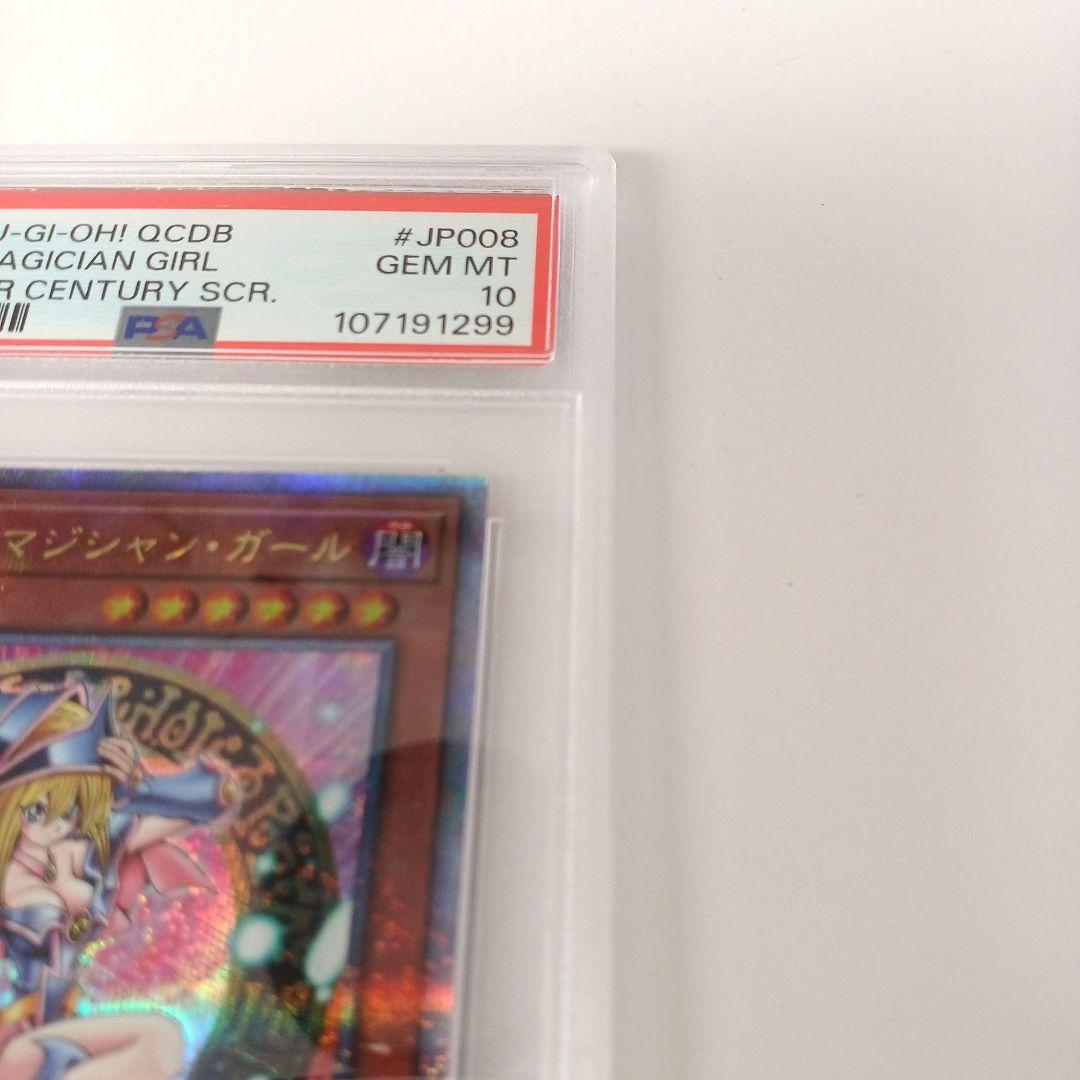 U-GI-OH! QCDB #JP008
AGICIAN GIRL GEM MT
R CENTURY SCR. 10
PSA 107191299
マジシャン・ガール 闇